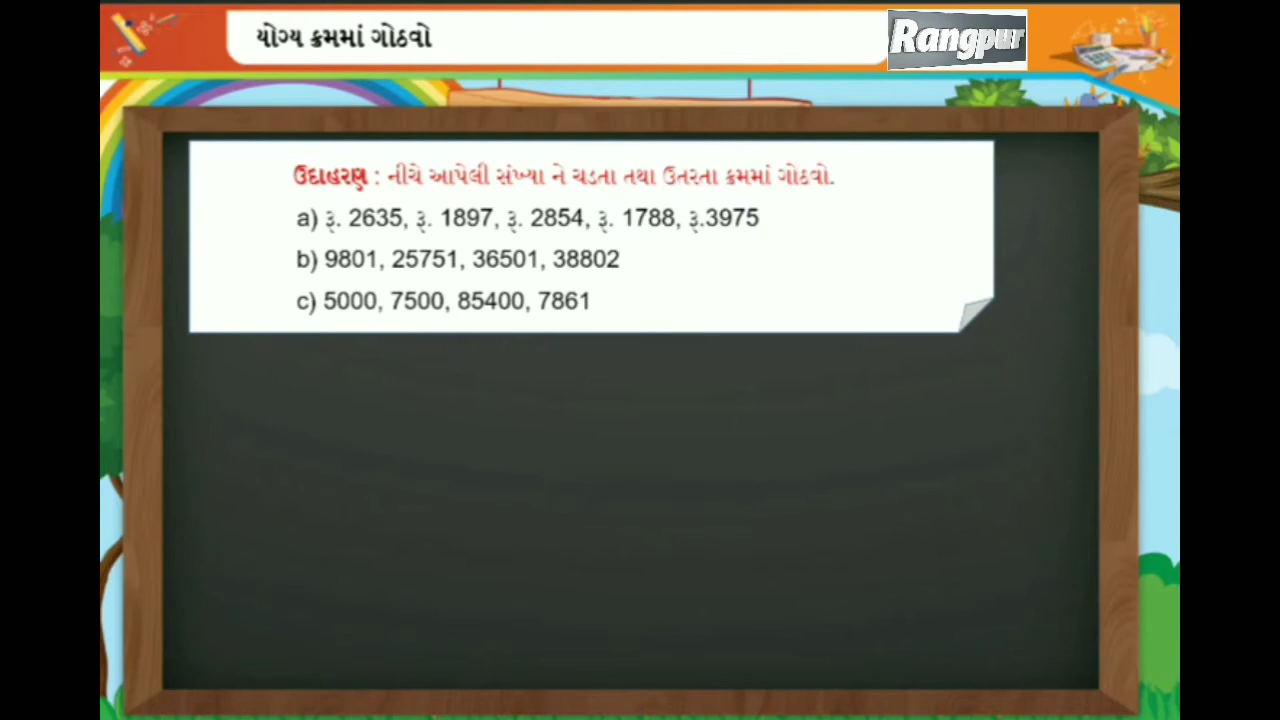 યોગ્ય ક્રમમાં ગોઠવો
Rangpur
ઉદાહરણ : નીચે આપેલી સંખ્યા ને ચડતા તથા ઉતરતા ક્રમમાં ગોઠવો.
a) રૂ. 2635, રૂ. 1897, રૂ. 2854, રૂ. 1788, રૂ.3975
b) 9801, 25751, 36501, 38802
c) 5000, 7500, 85400, 7861